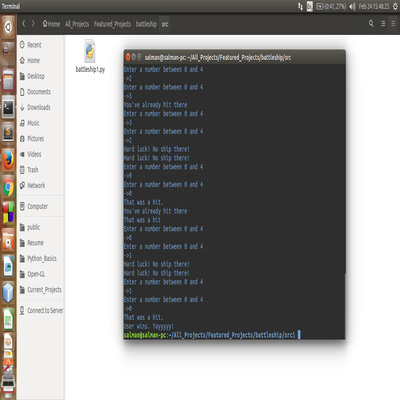 Terminal
(0:41, 27%)
Feb 24 15:48:25
Home
All_Projects
Featured_Projects
battleship
src
Recent
Home
Desktop
Documents
Downloads
Music
Pictures
Videos
Trash
Network
Computer
public
Resume
Python_Basics
Open-GL
Current_Projects
Connect to Server
battleship1.py
salman@salman-pc: ~/All_Projects/Featured_Projects/battleship/src
Enter a number between 0 and 4
->2
Enter a number between 0 and 4
->3
You've already hit there
Enter a number between 0 and 4
->3
Enter a number between 0 and 4
->2
Hard luck! No ship there!
Hard luck! No ship there!
Enter a number between 0 and 4
->0
Enter a number between 0 and 4
->0
That was a hit.
You've already hit there
That was a hit
Enter a number between 0 and 4
->0
Enter a number between 0 and 4
->1
Hard luck! No ship there!
Hard luck! No ship there!
Enter a number between 0 and 4
->1
Enter a number between 0 and 4
->0
That was a hit.
User wins. Yayyyyy!
salman@salman-pc:~/All_Projects/Featured_Projects/battleship/src$